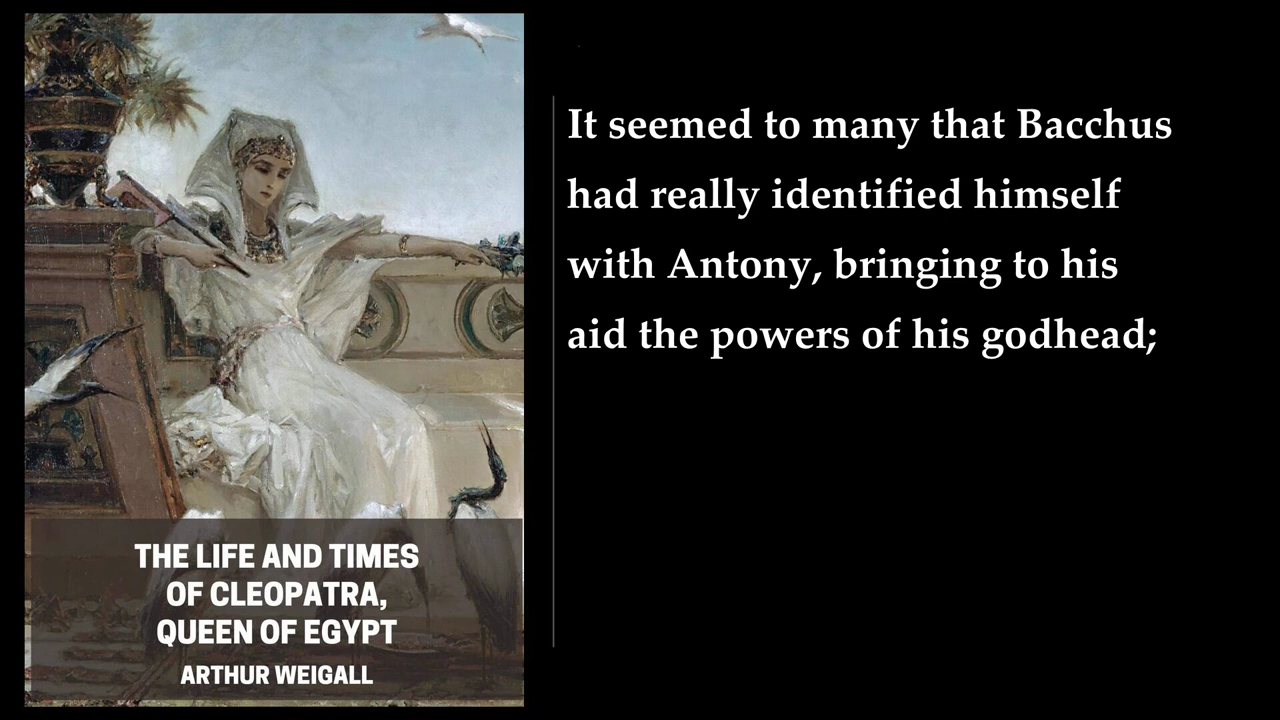 It seemed to many that Bacchus
had really identified himself
with Antony, bringing to his
aid the powers of his godhead;
THE LIFE AND TIMES
OF CLEOPATRA,
QUEEN OF EGYPT
ARTHUR WEIGALL